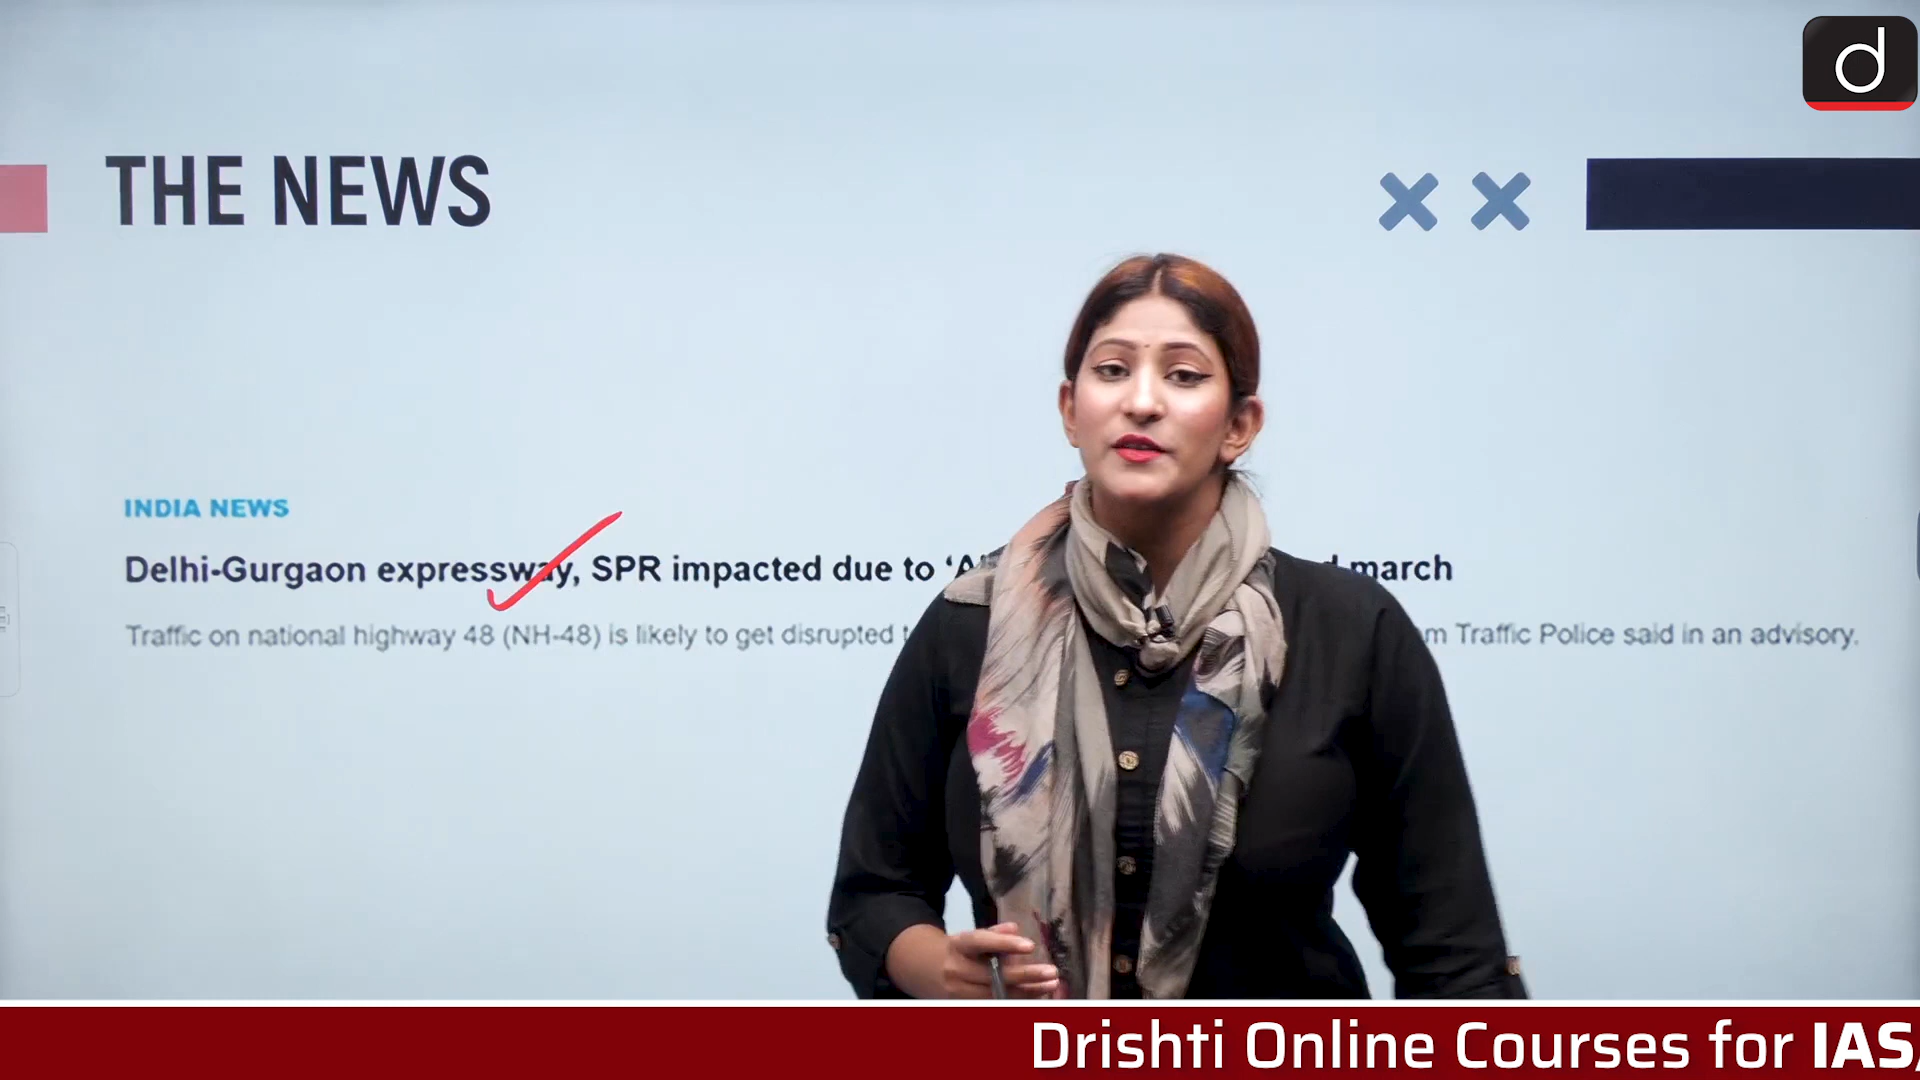 d
THE NEWS
INDIA NEWS
Delhi-Gurgaon expressway, SPR impacted due to march
Traffic on national highway 48 (NH-48) is likely to get disrupted Traffic Police said in an advisory.
Drishti Online Courses for IAS,